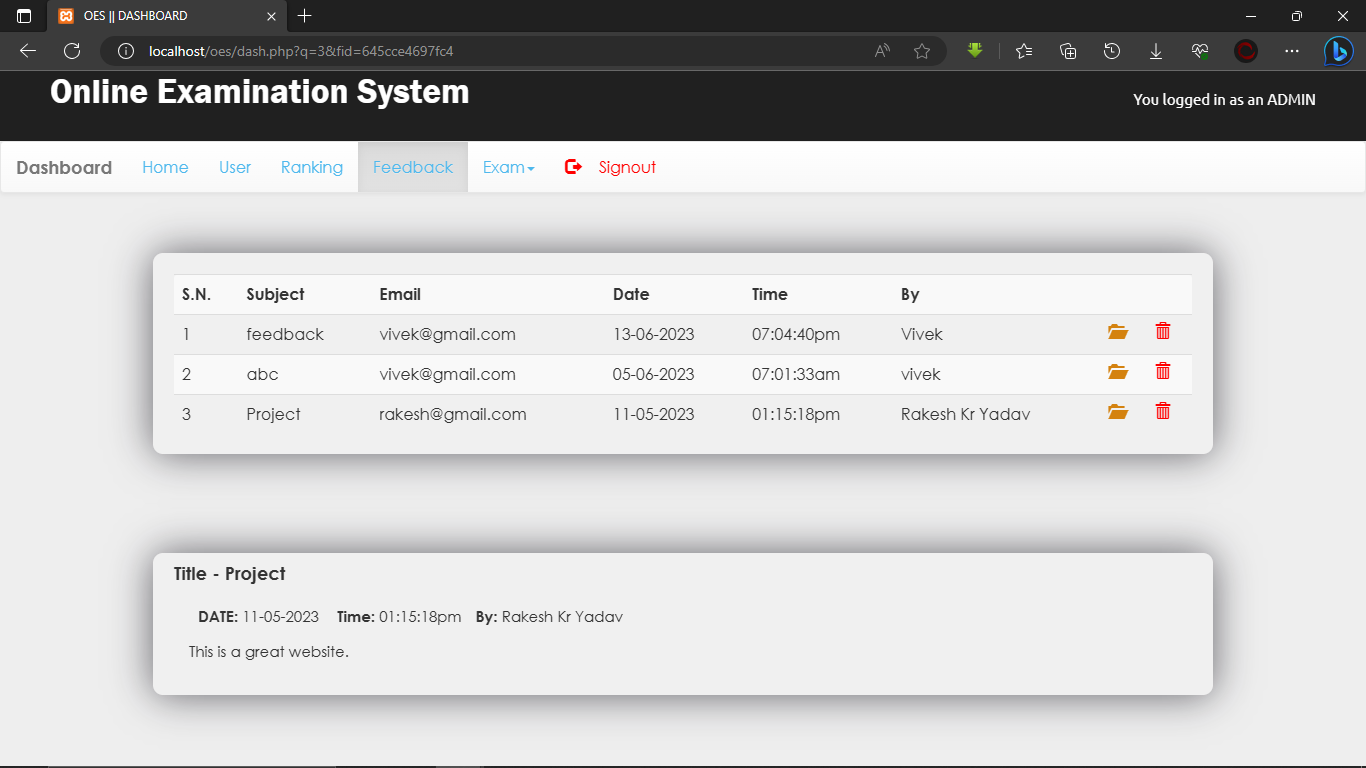 OES || DASHBOARD
localhost/oes/dash.php?q=3&fid=645cce4697fc4
Online Examination System
You logged in as an ADMIN
Dashboard Home User Ranking Feedback Exam Signout
S.N. Subject Email Date Time By
1 feedback vivek@gmail.com 13-06-2023 07:04:40pm Vivek
2 abc vivek@gmail.com 05-06-2023 07:01:33am vivek
3 Project rakesh@gmail.com 11-05-2023 01:15:18pm Rakesh Kr Yadav
Title - Project
DATE: 11-05-2023 Time: 01:15:18pm By: Rakesh Kr Yadav
This is a great website.